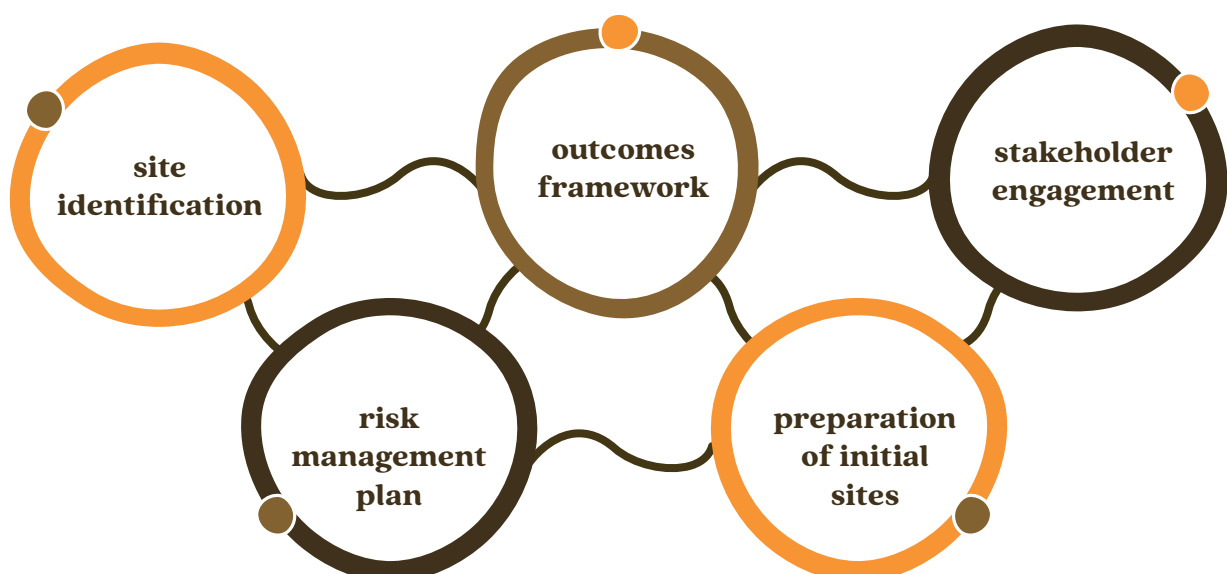 site
identification
outcomes
framework
stakeholder
engagement
risk
management
plan
preparation
of initial
sites